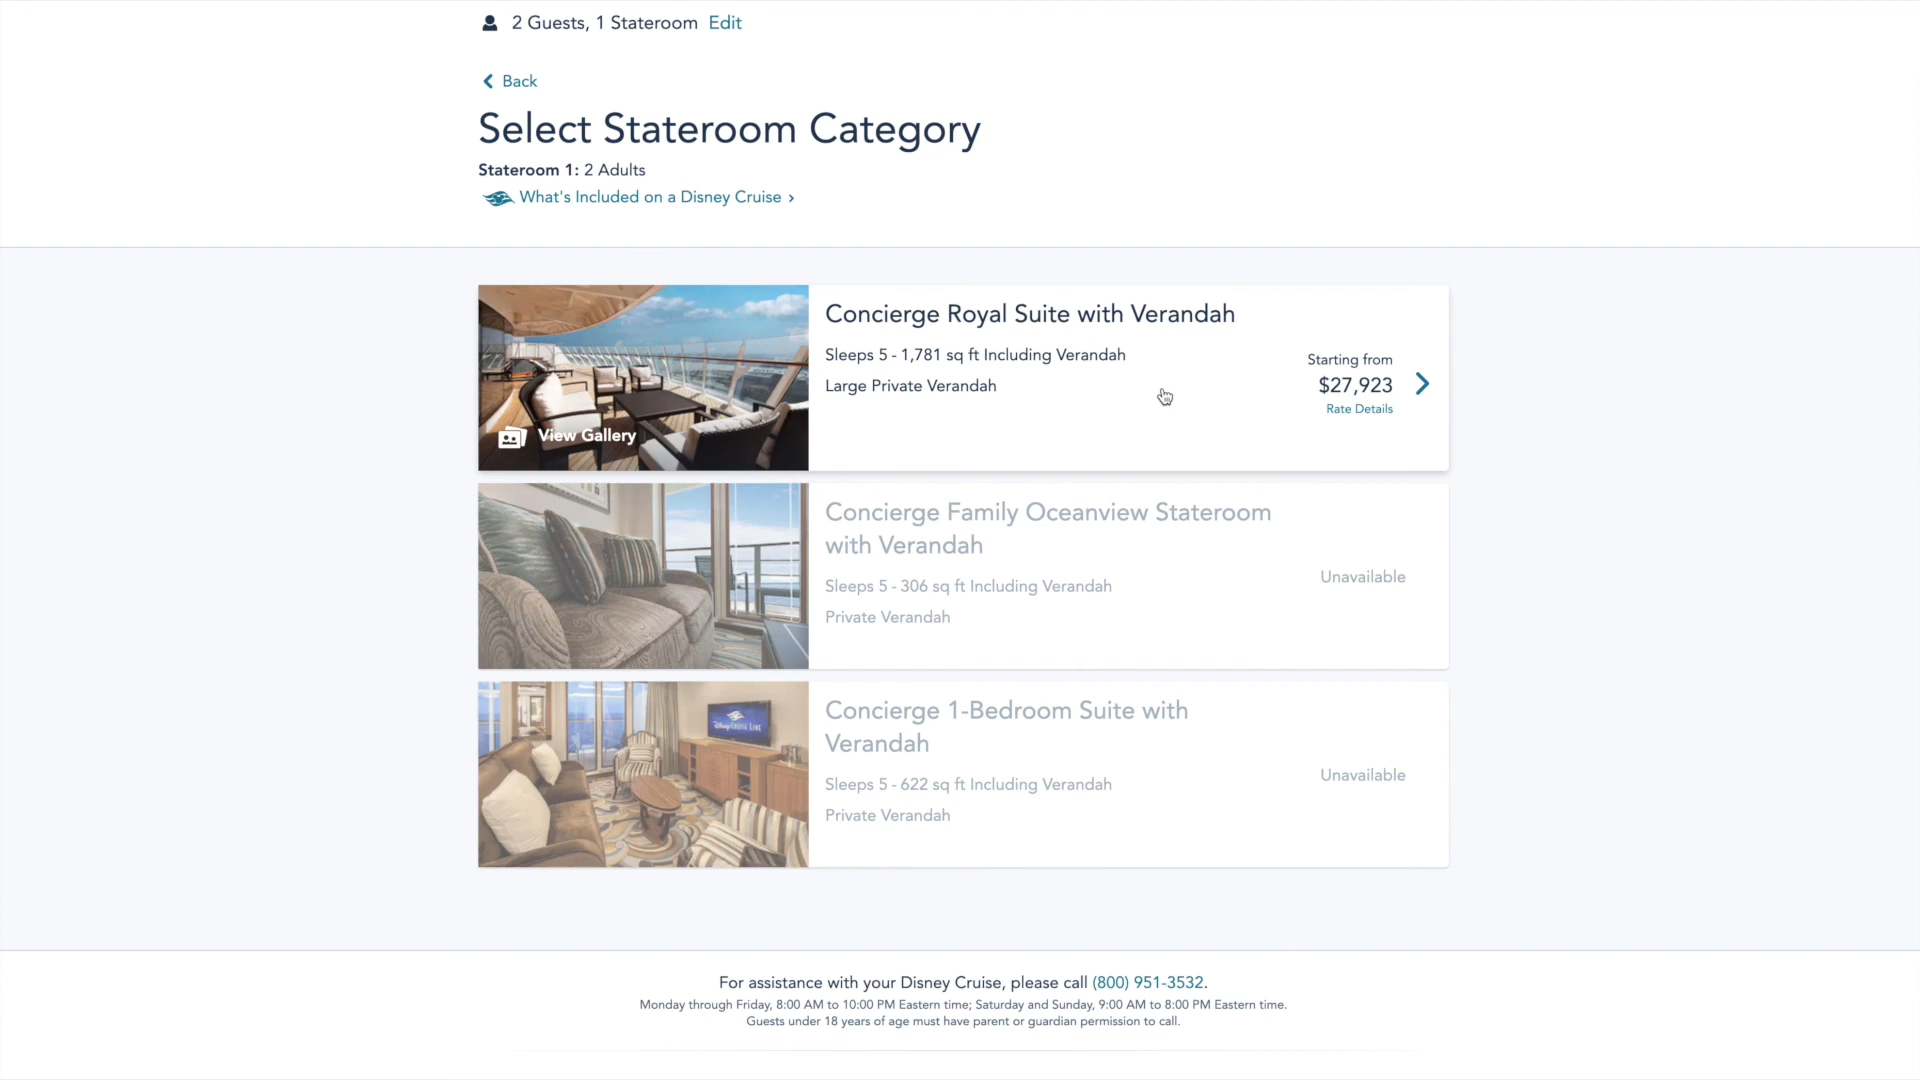 2 Guests, 1 Stateroom Edit
Back
Select Stateroom Category
Stateroom 1: 2 Adults
What's Included on a Disney Cruise ›
Concierge Royal Suite with Verandah
Sleeps 5 - 1,781 sq ft Including Verandah
Large Private Verandah
Starting from
$27,923
Rate Details
View Gallery
Concierge Family Oceanview Stateroom
with Verandah
Sleeps 5 - 306 sq ft Including Verandah
Private Verandah
Unavailable
Concierge 1-Bedroom Suite with
Verandah
Sleeps 5 - 622 sq ft Including Verandah
Private Verandah
Unavailable
Disney Cruise Line
For assistance with your Disney Cruise, please call (800) 951-3532.
Monday through Friday, 8:00 AM to 10:00 PM Eastern time; Saturday and Sunday, 9:00 AM to 8:00 PM Eastern time.
Guests under 18 years of age must have parent or guardian permission to call.